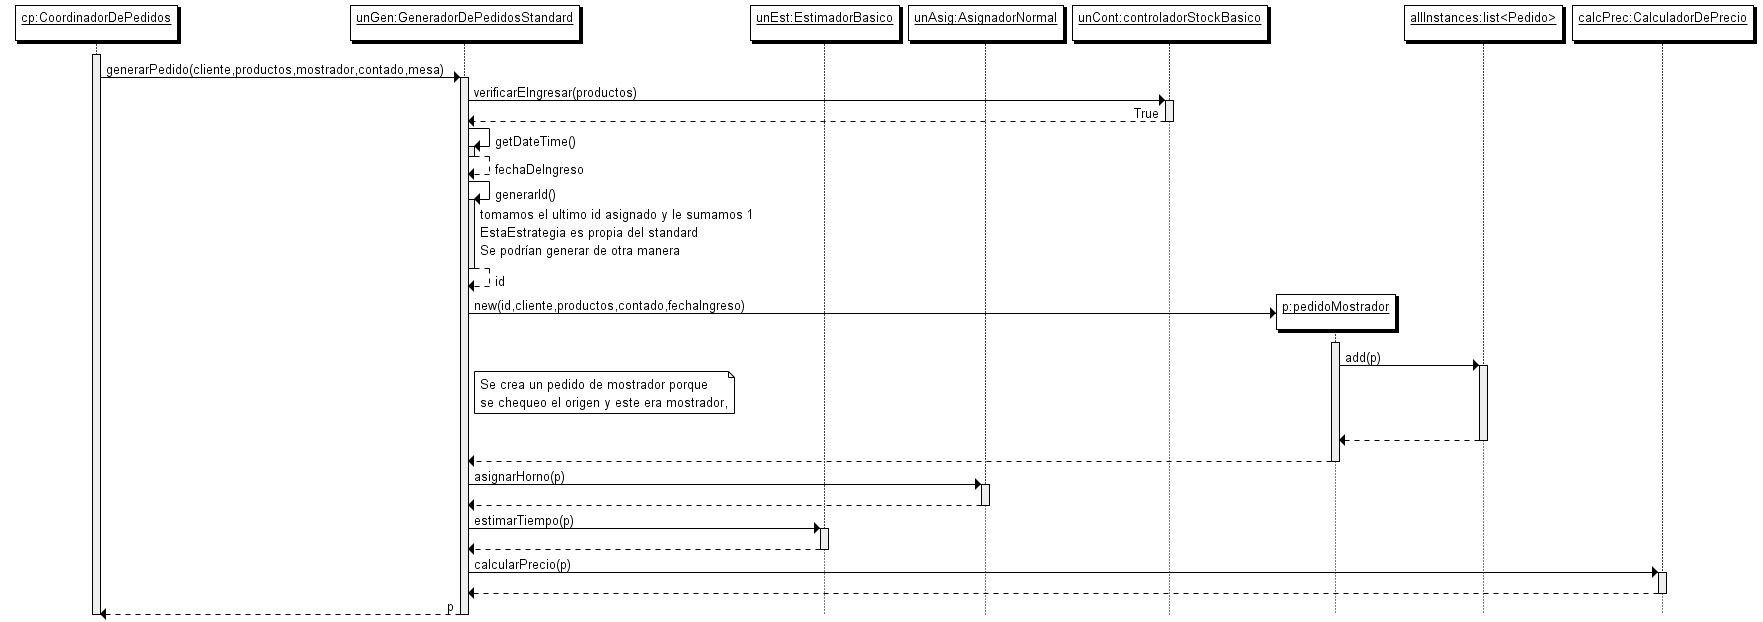 cp:CoordinadorDePedidos
unGen:GeneradorDePedidosStandard
unEst:EstimadorBasico
unAsig:AsignadorNormal
unCont:controladorStockBasico
allInstances:list<Pedido>
calcPrec:CalculadorDePrecio
generarPedido(cliente,productos,mostrador,contado,mesa)
verificarEIngresar(productos)
True
getDateTime()
fechaDeIngreso
generarId()
tomamos el ultimo id asignado y le sumamos 1
EstaEstrategia es propia del standard
Se podrían generar de otra manera
id
new(id,cliente,productos,contado,fechaIngreso)
p:pedidoMostrador
add(p)
Se crea un pedido de mostrador porque
se chequeo el origen y este era mostrador,
asignarHorno(p)
estimarTiempo(p)
calcularPrecio(p)
p